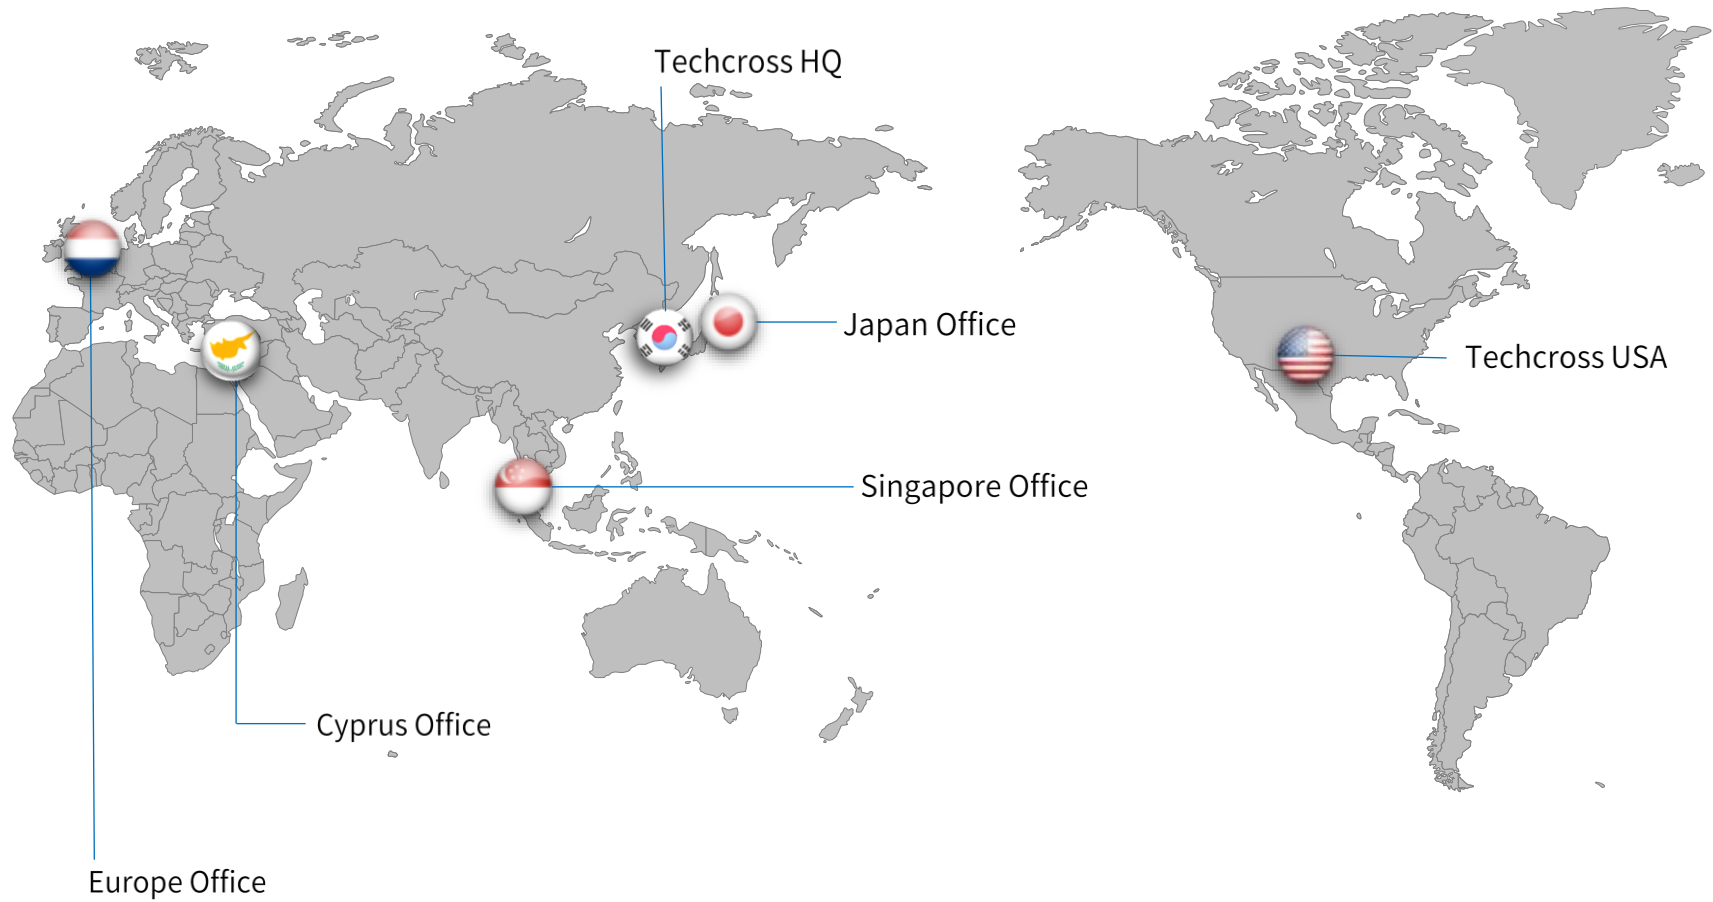 Techcross HQ
Japan Office
Techcross USA
Singapore Office
Cyprus Office
Europe Office